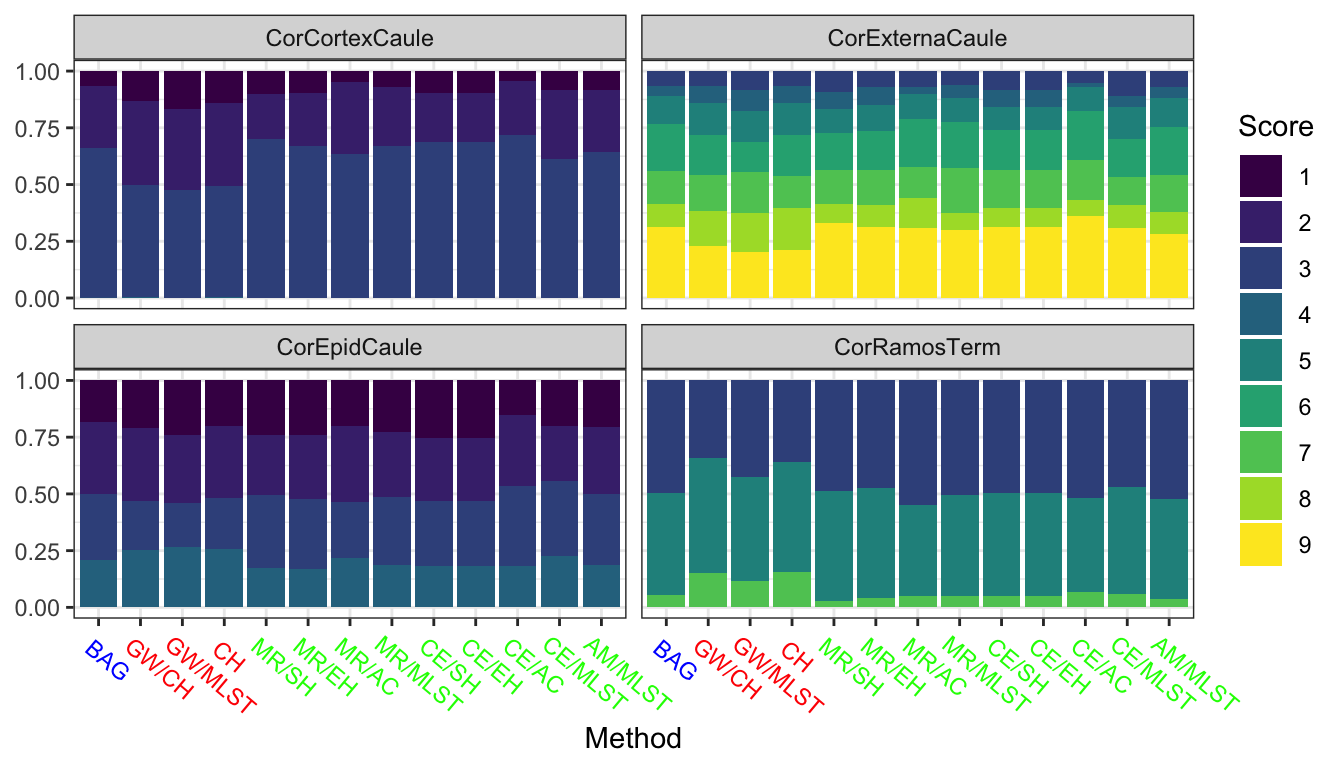 CorCortexCaule
CorExternaCaule
1.00
0.75
0.50
0.25
0.00
CorEpidCaule
CorRamosTerm
1.00
0.75
0.50
0.25
0.00
BAG
GW/CH
GW/MLST
CH
MR/SH
MR/EH
MR/AC
MR/MLST
CE/SH
CE/EH
CE/AC
CE/MLST
AM/MLST
BAG
GW/CH
GW/MLST
CH
MR/SH
MR/EH
MR/AC
MR/MLST
CE/SH
CE/EH
CE/AC
CE/MLST
AM/MLST
Method
Score
1
2
3
4
5
6
7
8
9